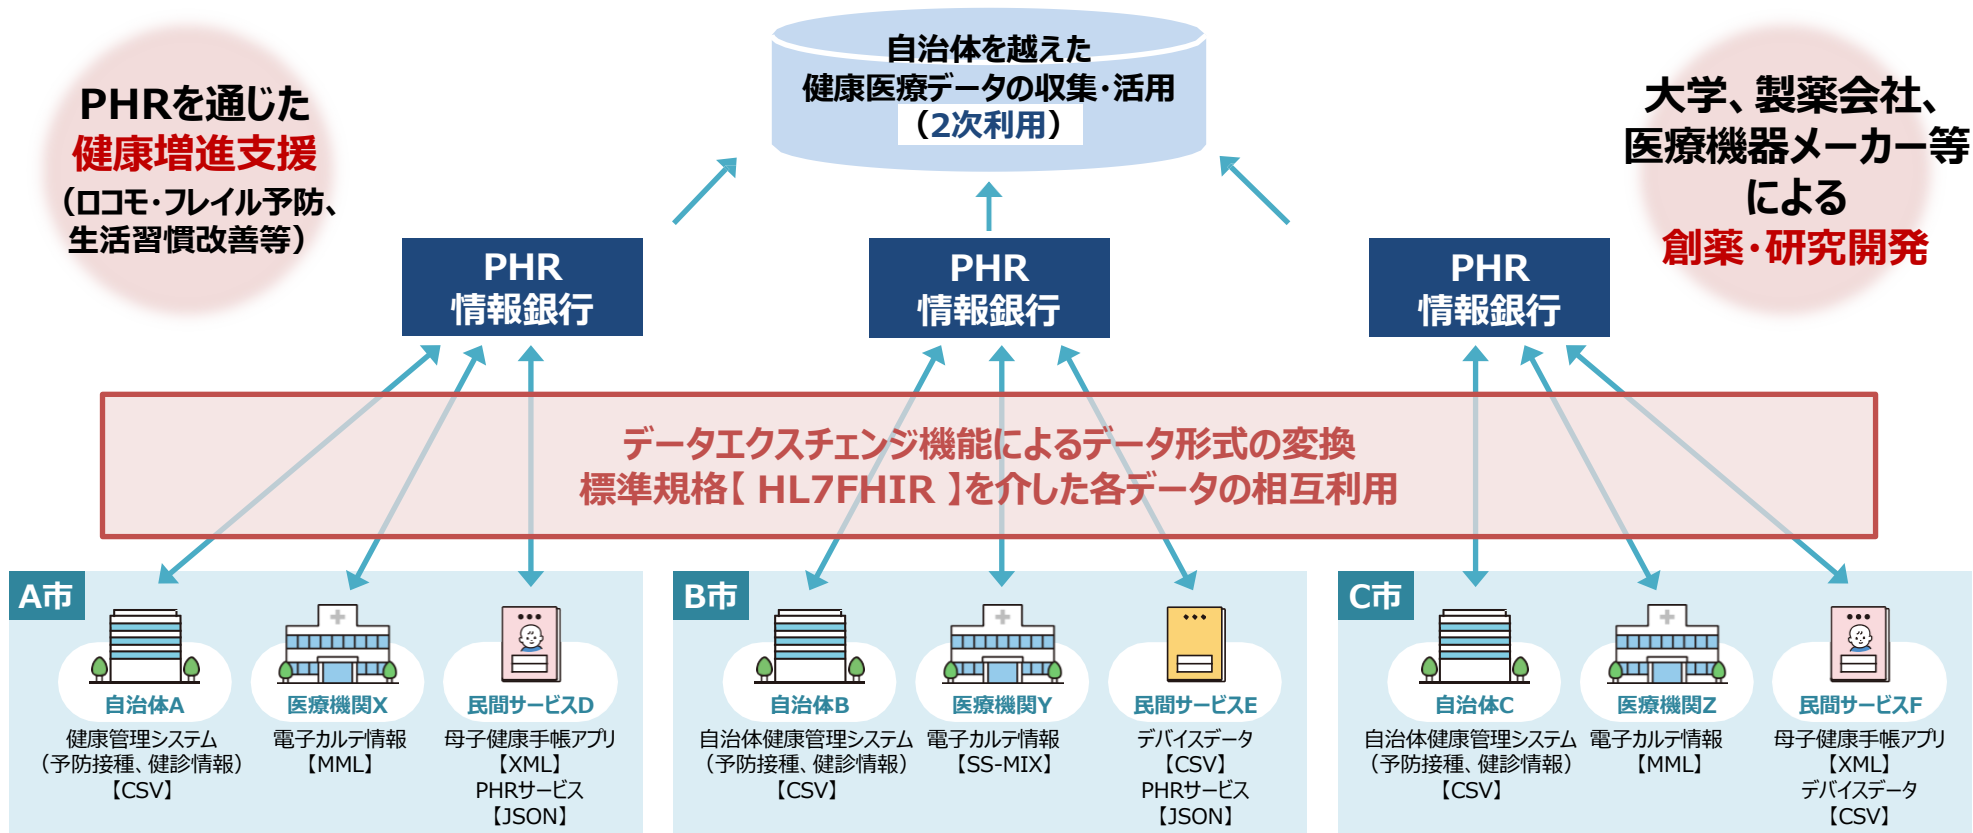 自治体を越えた
健康医療データの収集・活用
（2次利用）
PHRを通じた
健康増進支援
（ロコモ・フレイル予防、
生活習慣改善等）
大学、製薬会社、
医療機器メーカー等
による
創薬・研究開発
PHR
情報銀行
PHR
情報銀行
PHR
情報銀行
データエクスチェンジ機能によるデータ形式の変換
標準規格【 HL7FHIR 】を介した各データの相互利用
A市
自治体A
健康管理システム
（予防接種、健診情報）
【CSV】
医療機関X
電子カルテ情報
【MML】
民間サービスD
母子健康手帳アプリ
【XML】
PHRサービス
【JSON】
B市
自治体B
自治体健康管理システム
（予防接種、健診情報）
【CSV】
医療機関Y
電子カルテ情報
【SS-MIX】
民間サービスE
デバイスデータ
【CSV】
PHRサービス
【JSON】
C市
自治体C
自治体健康管理システム
（予防接種、健診情報）
【CSV】
医療機関Z
電子カルテ情報
【MML】
民間サービスF
母子健康手帳アプリ
【XML】
デバイスデータ
【CSV】